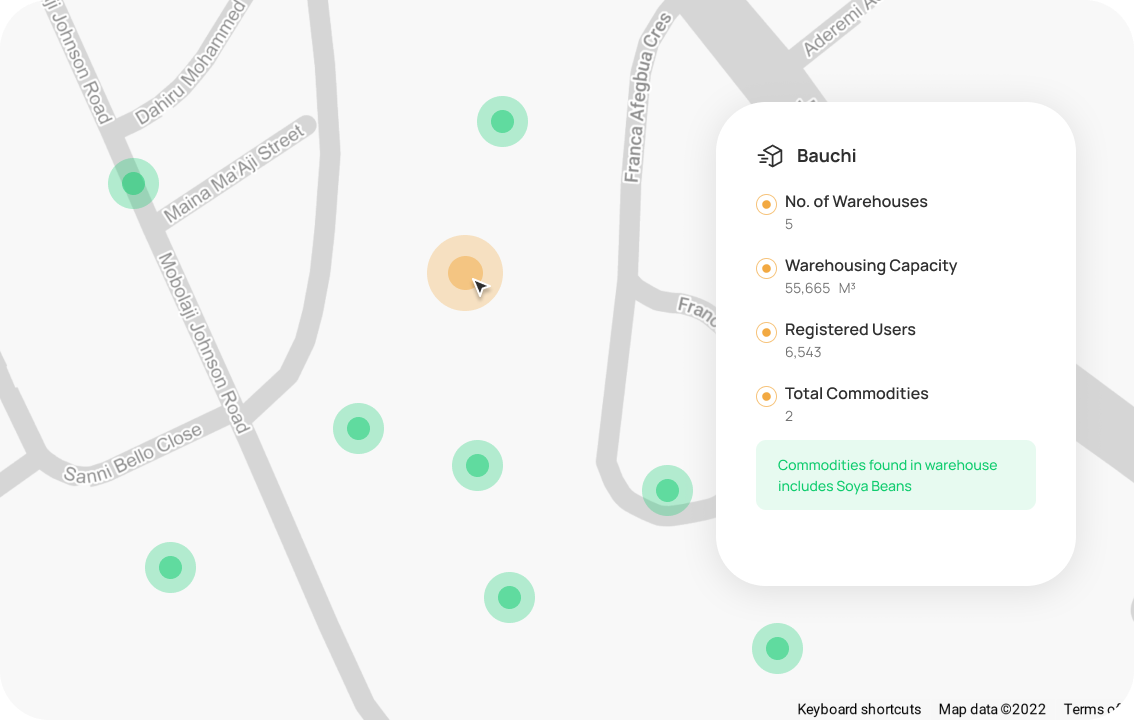 Mobolaji Johnson Road
Dahiru Mohammed
Maina Ma'Aji Street
Mobolaji Johnson Road
Sanni Bello Close
Franca Afegbua Cres
Aderemi
Bauchi
No. of Warehouses
5
Warehousing Capacity
55,665 M³
Registered Users
6,543
Total Commodities
2
Commodities found in warehouse
includes Soya Beans
Keyboard shortcuts
Map data ©2022
Terms of